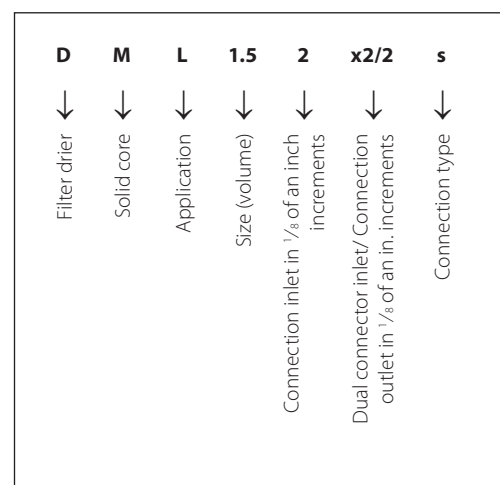 D M L 1.5 2 x2/2 s
Filter drier
Solid core
Application
Size (volume)
Connection inlet in 1/8 of an inch
increments
Dual connector inlet/ Connection
outlet in 1/8 of an in. increments
Connection type